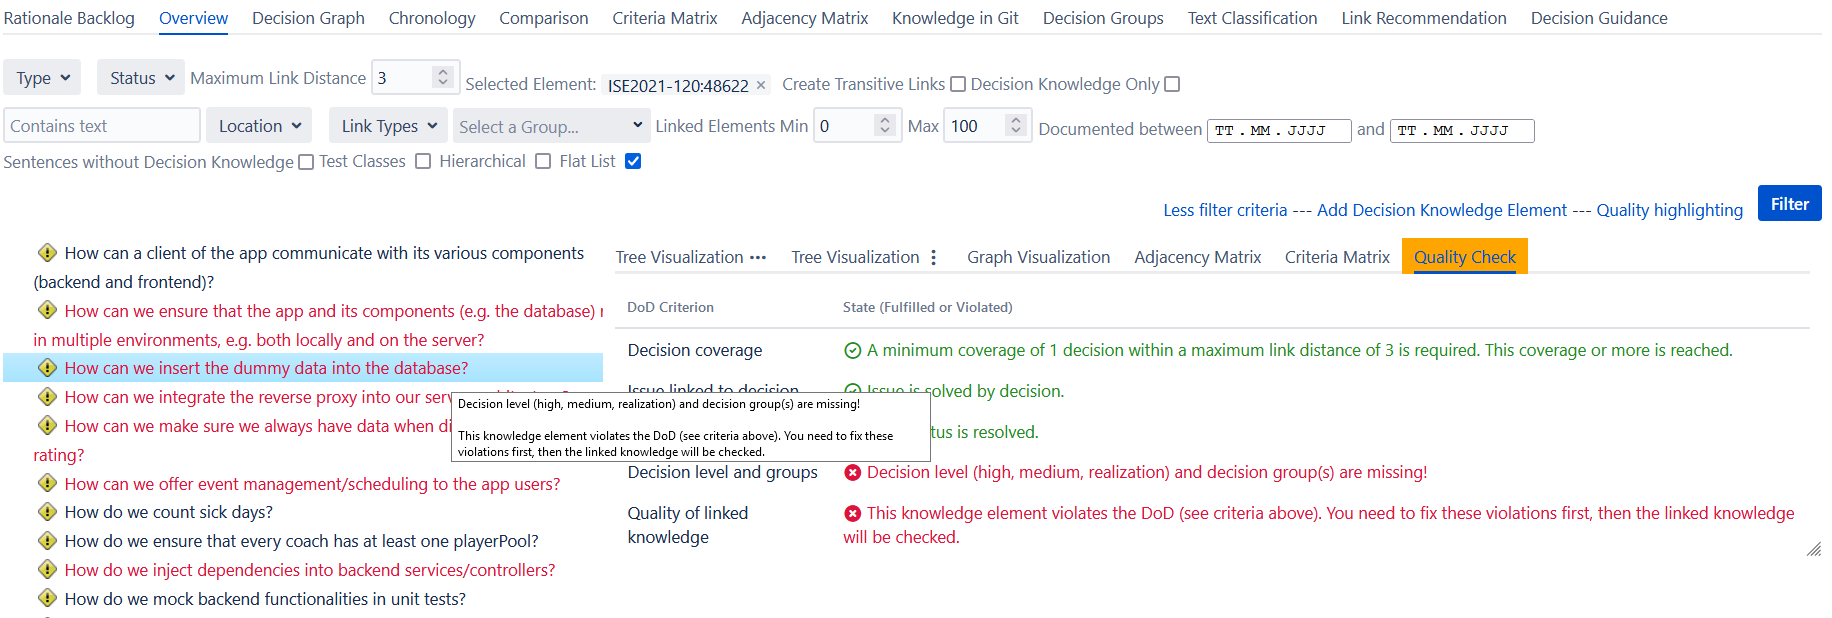 Rationale Backlog Overview Decision Graph Chronology Comparison Criteria Matrix Adjacency Matrix Knowledge in Git Decision Groups Text Classification Link Recommendation Decision Guidance
Type Status Maximum Link Distance 3 Selected Element: ISE2021-120:48622 × Create Transitive Links Decision Knowledge Only
Contains text Location Link Types Select a Group... Linked Elements Min 0 Max 100 Documented between TT.MM.JJJJ and TT.MM.JJJJ
Sentences without Decision Knowledge Test Classes Hierarchical Flat List
Less filter criteria --- Add Decision Knowledge Element --- Quality highlighting Filter
How can a client of the app communicate with its various components
(backend and frontend)?
How can we ensure that the app and its components (e.g. the database)
in multiple environments, e.g. both locally and on the server?
How can we insert the dummy data into the database?
How can we integrate the reverse proxy into our
How can we make sure we always have data when
rating?
How can we offer event management/scheduling to the app users?
How do we count sick days?
How do we ensure that every coach has at least one playerPool?
How do we inject dependencies into backend services/controllers?
How do we mock backend functionalities in unit tests?
Tree Visualization ••• Tree Visualization Graph Visualization Adjacency Matrix Criteria Matrix Quality Check
DoD Criterion State (Fulfilled or Violated)
Decision coverage A minimum coverage of 1 decision within a maximum link distance of 3 is required. This coverage or more is reached.
Issue linked to decision Issue is solved by decision.
is resolved.
Decision level (high, medium, realization) and decision group(s) are missing!
This knowledge element violates the DoD (see criteria above). You need to fix these
violations first, then the linked knowledge will be checked.
Decision level and groups Decision level (high, medium, realization) and decision group(s) are missing!
Quality of linked
knowledge
This knowledge element violates the DoD (see criteria above). You need to fix these violations first, then the linked knowledge
will be checked.